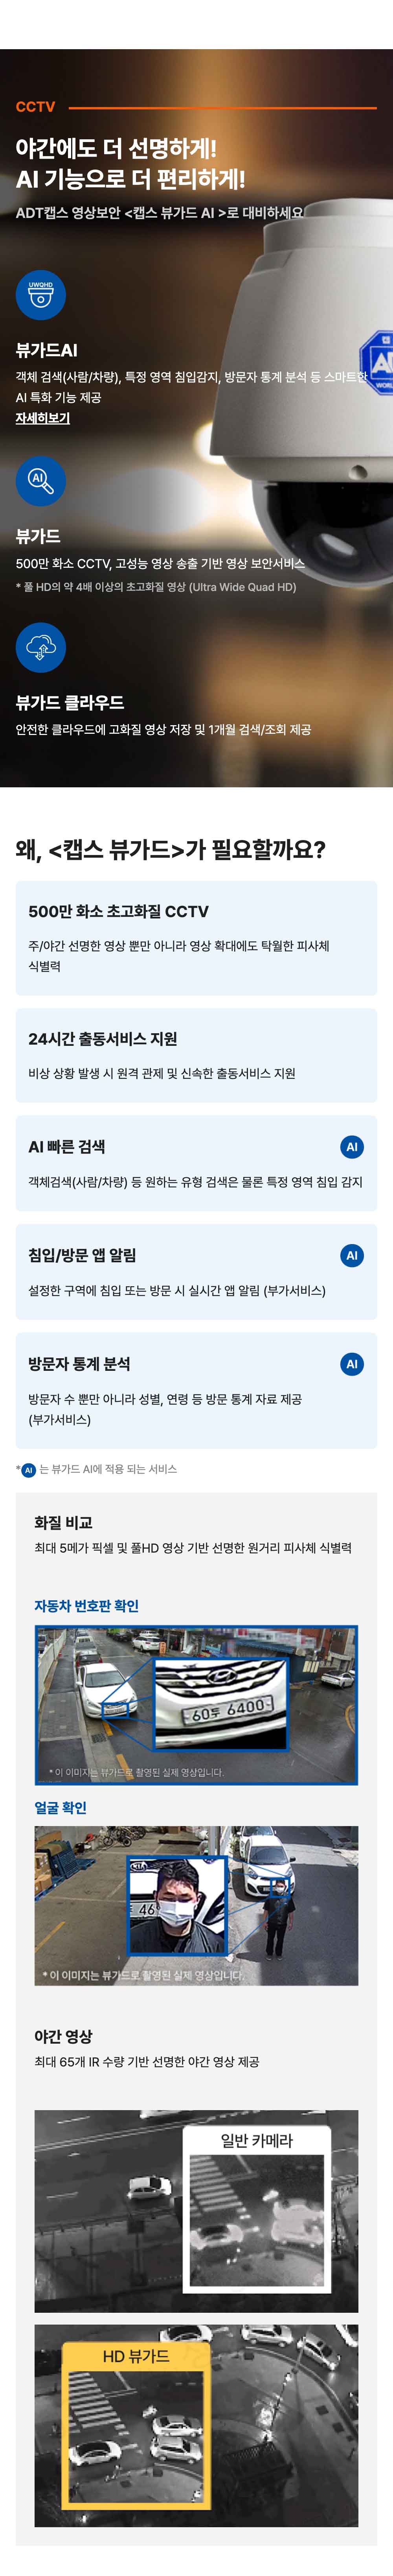 CCTV
야간에도 더 선명하게!
AI 기능으로 더 편리하게!
ADT캡스 영상보안 <캡스 뷰가드 AI >로 대비하세요
UWQHD
뷰가드AI
객체 검색(사람/차량), 특정 영역 침입감지, 방문자 통계 분석 등 스마트한
AI 특화 기능 제공
자세히보기
AI
뷰가드
500만 화소 CCTV, 고성능 영상 송출 기반 영상 보안서비스
* 풀 HD의 약 4배 이상의 초고화질 영상 (Ultra Wide Quad HD)
뷰가드 클라우드
안전한 클라우드에 고화질 영상 저장 및 1개월 검색/조회 제공
왜, <캡스 뷰가드>가 필요할까요?
500만 화소 초고화질 CCTV
주/야간 선명한 영상 뿐만 아니라 영상 확대에도 탁월한 피사체
식별력
24시간 출동서비스 지원
비상 상황 발생 시 원격 관제 및 신속한 출동서비스 지원
AI 빠른 검색 AI
객체검색(사람/차량) 등 원하는 유형 검색은 물론 특정 영역 침입 감지
침입/방문 앱 알림 AI
설정한 구역에 침입 또는 방문 시 실시간 앱 알림 (부가서비스)
방문자 통계 분석 AI
방문자 수 뿐만 아니라 성별, 연령 등 방문 통계 자료 제공
(부가서비스)
* AI 는 뷰가드 AI에 적용 되는 서비스
화질 비교
최대 5메가 픽셀 및 풀HD 영상 기반 선명한 원거리 피사체 식별력
자동차 번호판 확인
60투 6400
* 이 이미지는 뷰가드로 촬영된 실제 영상입니다.
얼굴 확인
46
* 이 이미지는 뷰가드로 촬영된 실제 영상입니다.
야간 영상
최대 65개 IR 수량 기반 선명한 야간 영상 제공
일반 카메라
HD 뷰가드